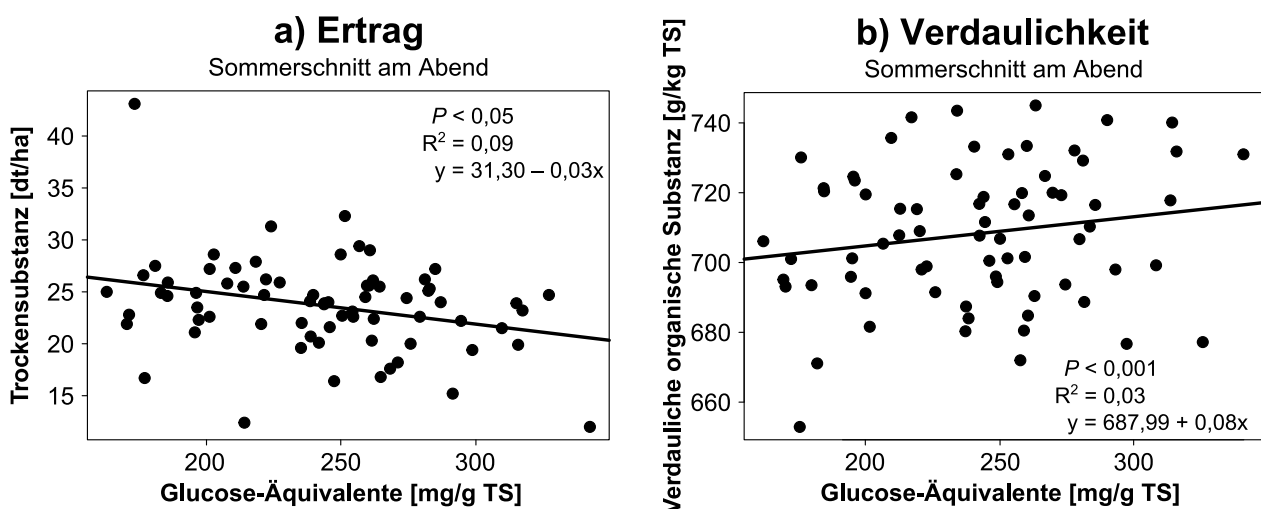 a) Ertrag
Sommerschnitt am Abend
Trockensubstanz [dt/ha]
40
35
30
25
20
15
P < 0,05
R² = 0,09
y = 31,30 – 0,03x
200
250
300
Glucose-Äquivalente [mg/g TS]
b) Verdaulichkeit
Sommerschnitt am Abend
Verdauliche organische Substanz [g/kg TS]
740
720
700
680
660
P < 0,001
R² = 0,03
y = 687,99 + 0,08x
200
250
300
Glucose-Äquivalente [mg/g TS]